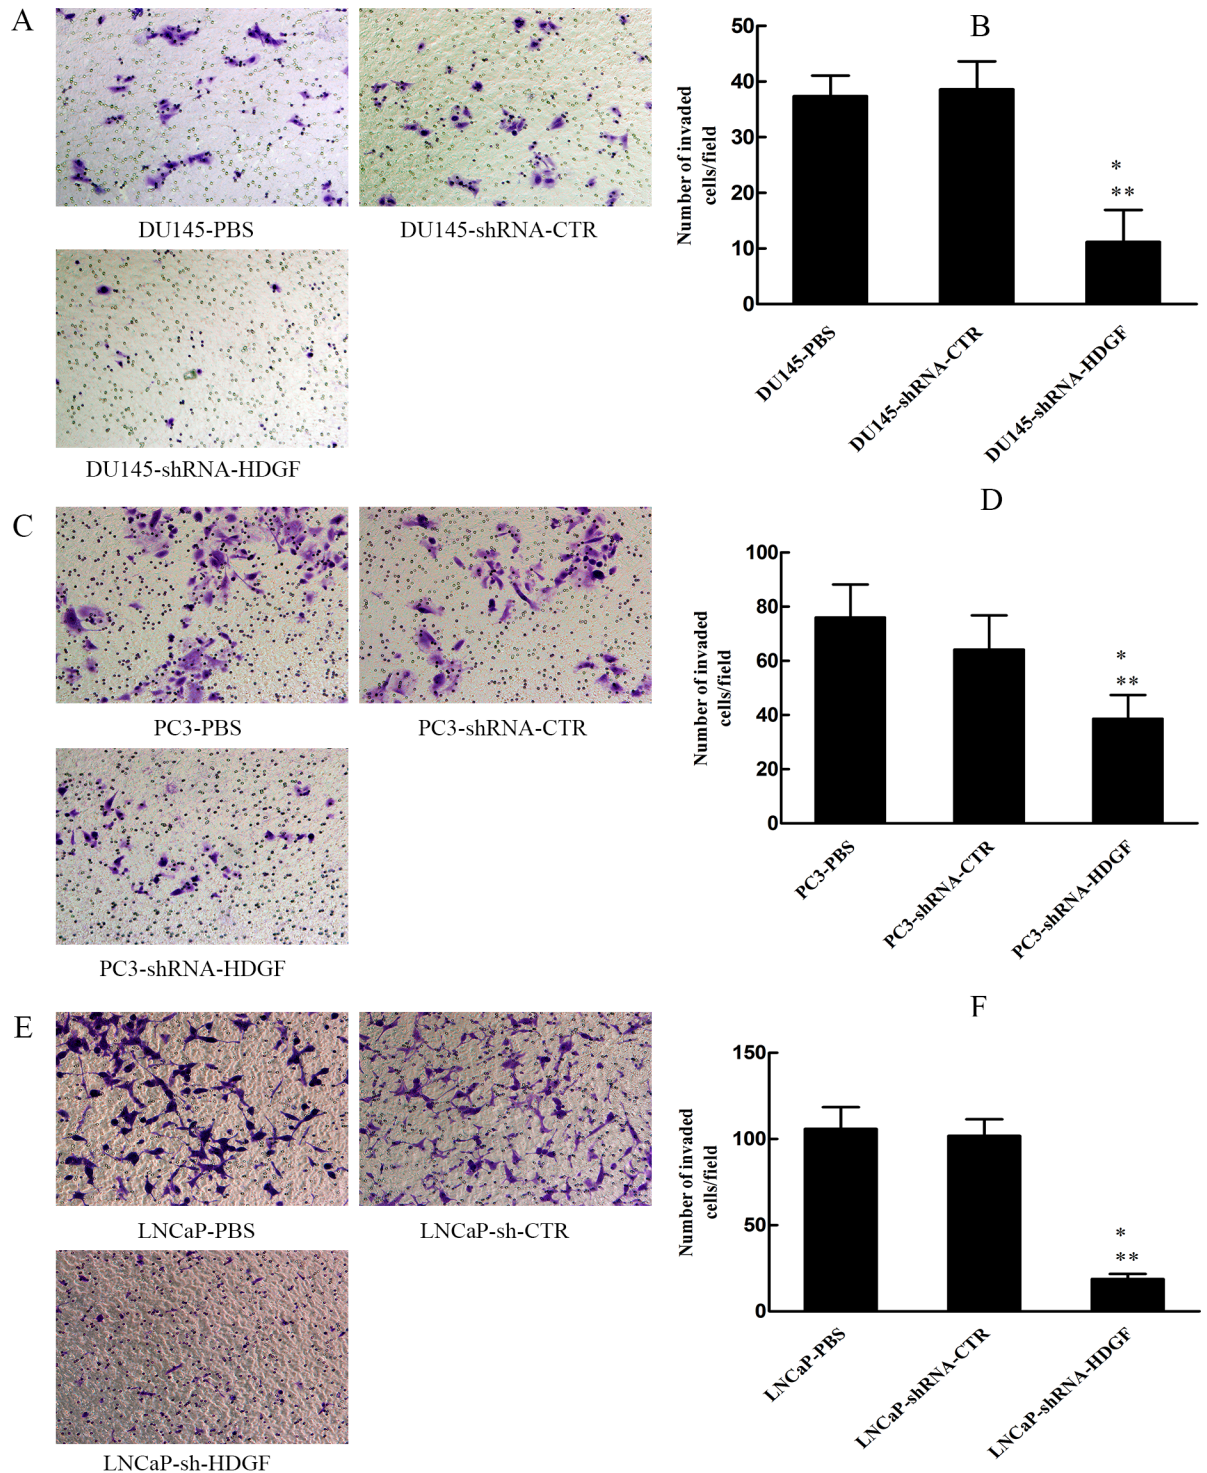 A
DU145-PBS
DU145-shRNA-CTR
DU145-shRNA-HDGF
B
Number of invaded
cells/field
50
40
30
20
10
0
*
**
DU145-PBS
DU145-shRNA-CTR
DU145-shRNA-HDGF
C
PC3-PBS
PC3-shRNA-CTR
PC3-shRNA-HDGF
D
Number of invaded
cells/field
100
80
60
40
20
0
*
**
PC3-PBS
PC3-shRNA-CTR
PC3-shRNA-HDGF
E
LNCaP-PBS
LNCaP-sh-CTR
LNCaP-sh-HDGF
F
Number of invaded
cells/field
150
100
50
0
*
**
LNCaP-PBS
LNCaP-shRNA-CTR
LNCaP-shRNA-HDGF